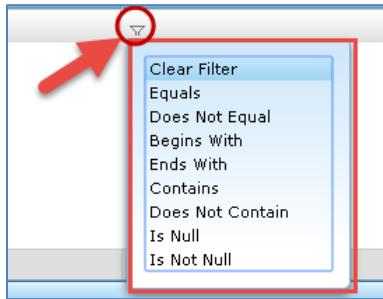 Clear Filter
Equals
Does Not Equal
Begins With
Ends With
Contains
Does Not Contain
Is Null
Is Not Null